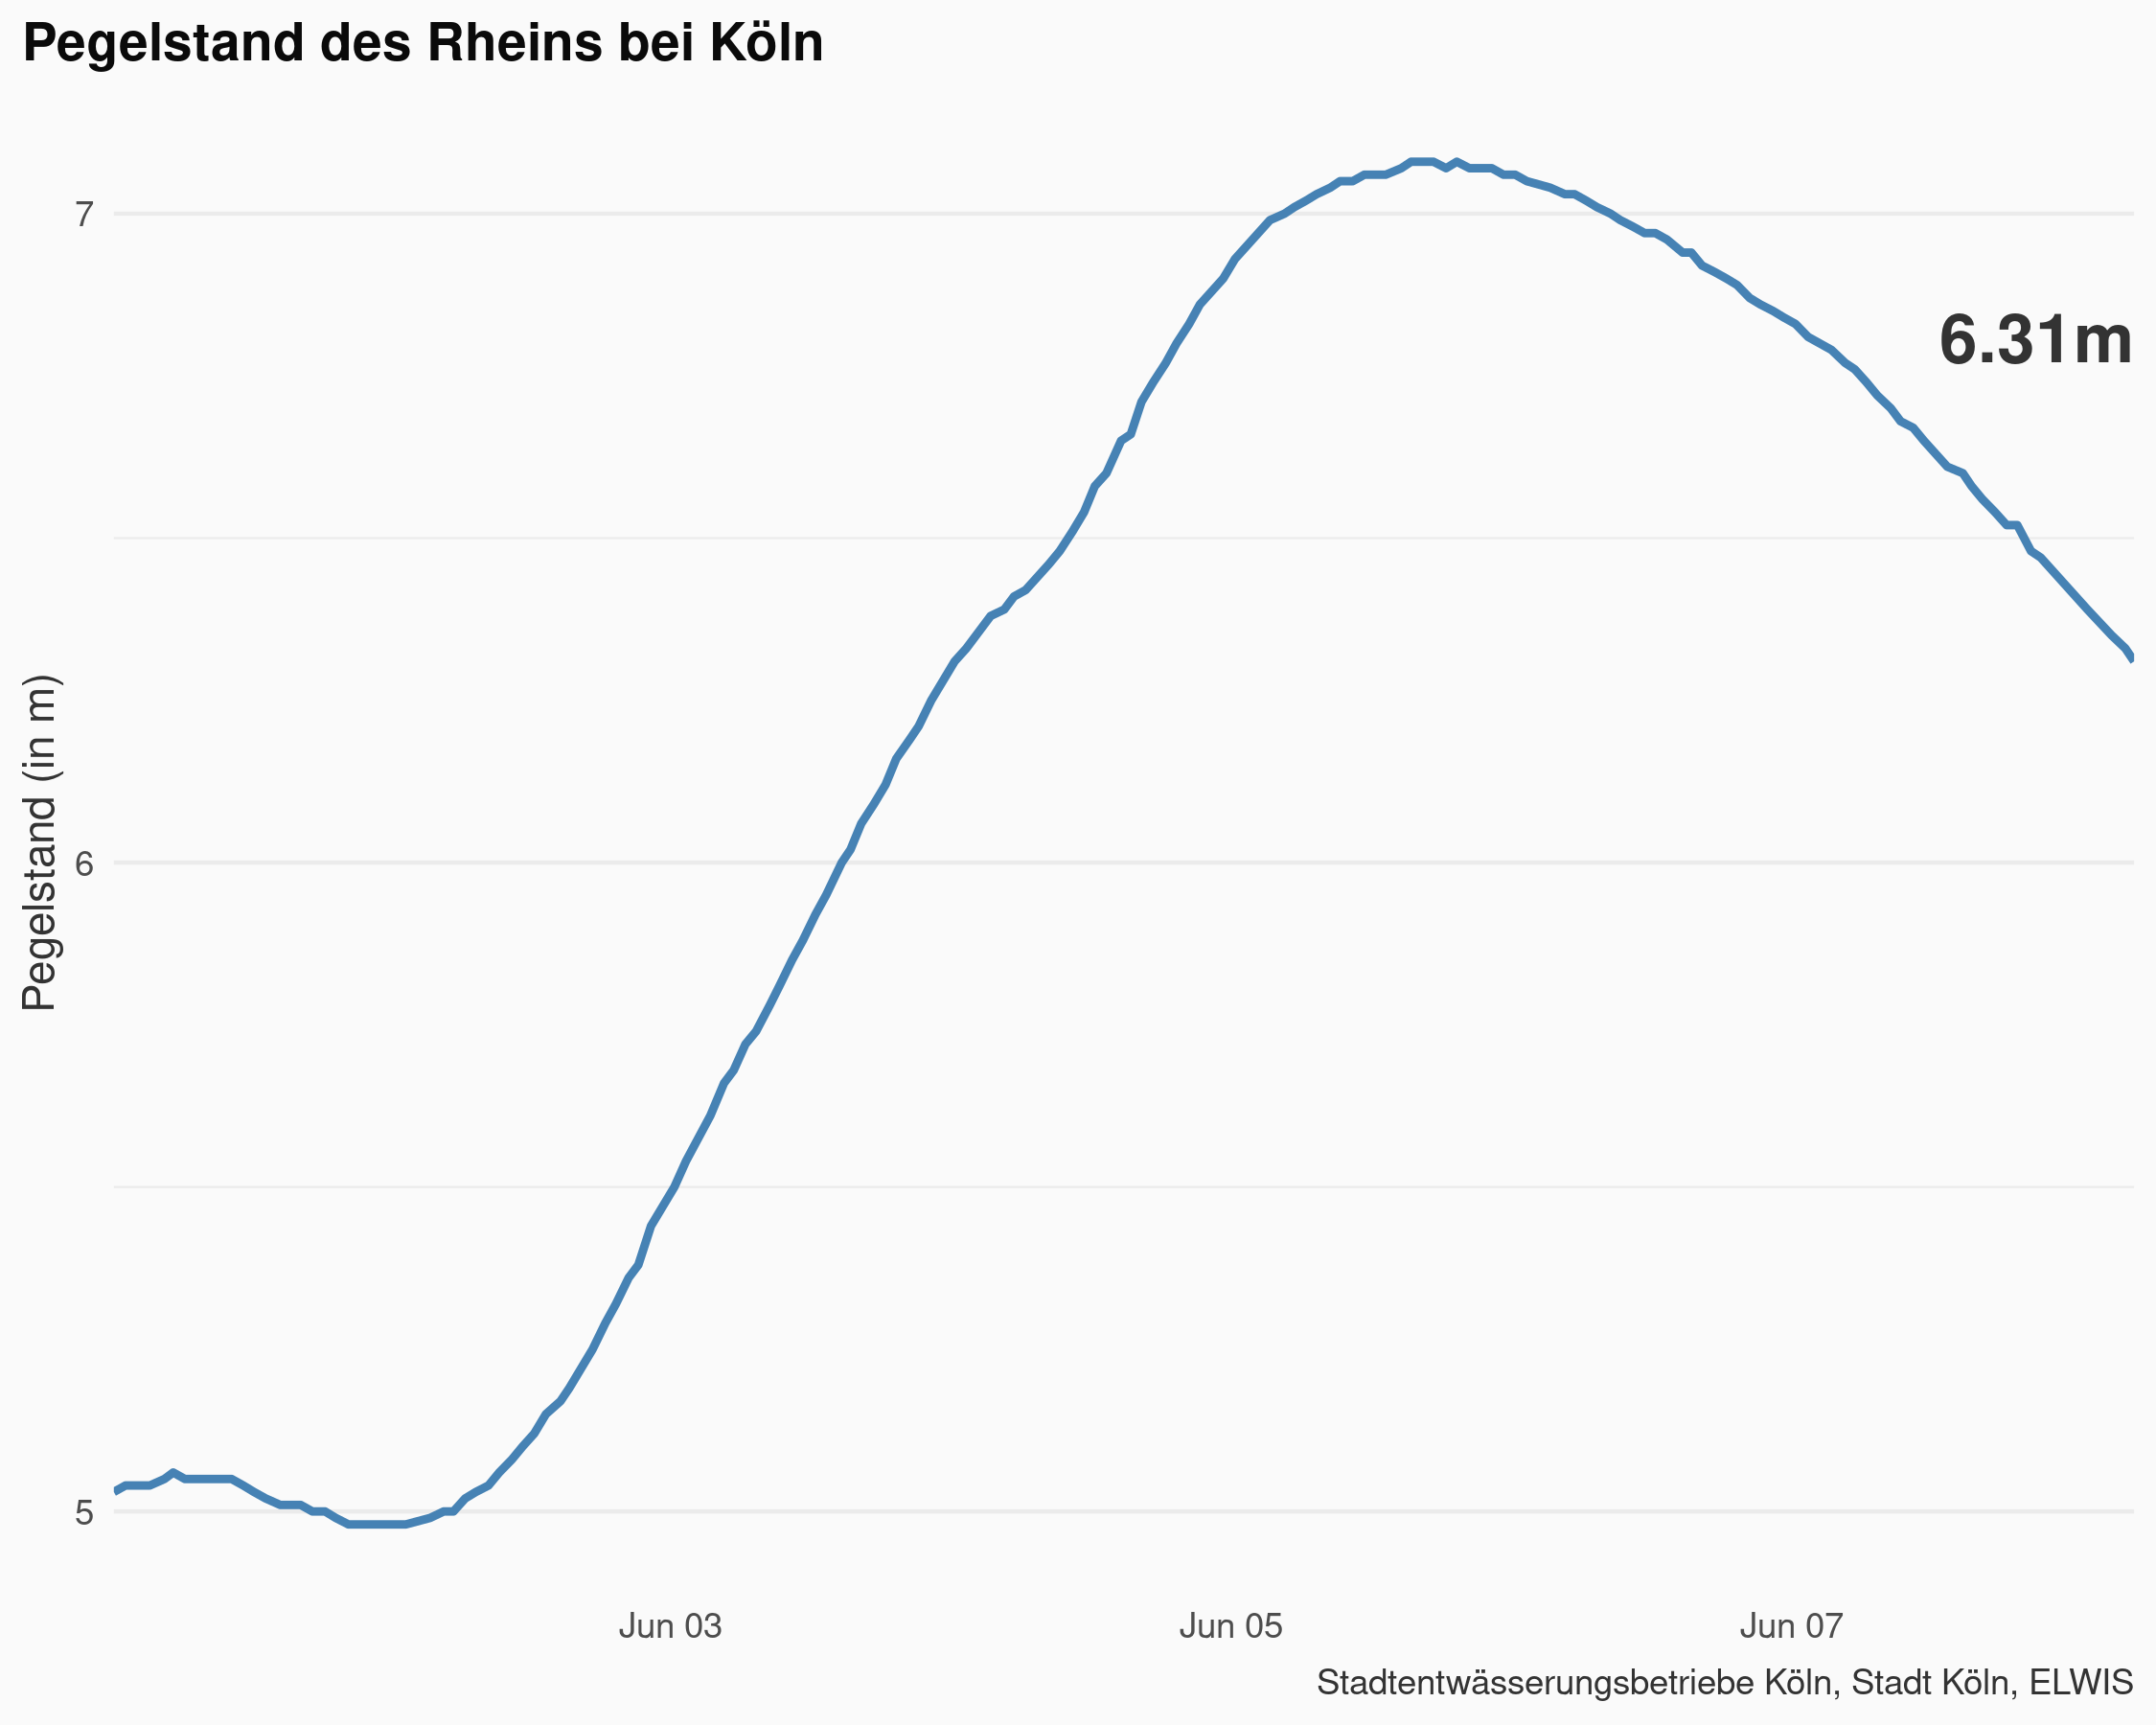 Pegelstand des Rheins bei Köln
7
6.31m
Pegelstand (in m)
6
5
Jun 03 Jun 05 Jun 07
Stadtentwässerungsbetriebe Köln, Stadt Köln, ELWIS